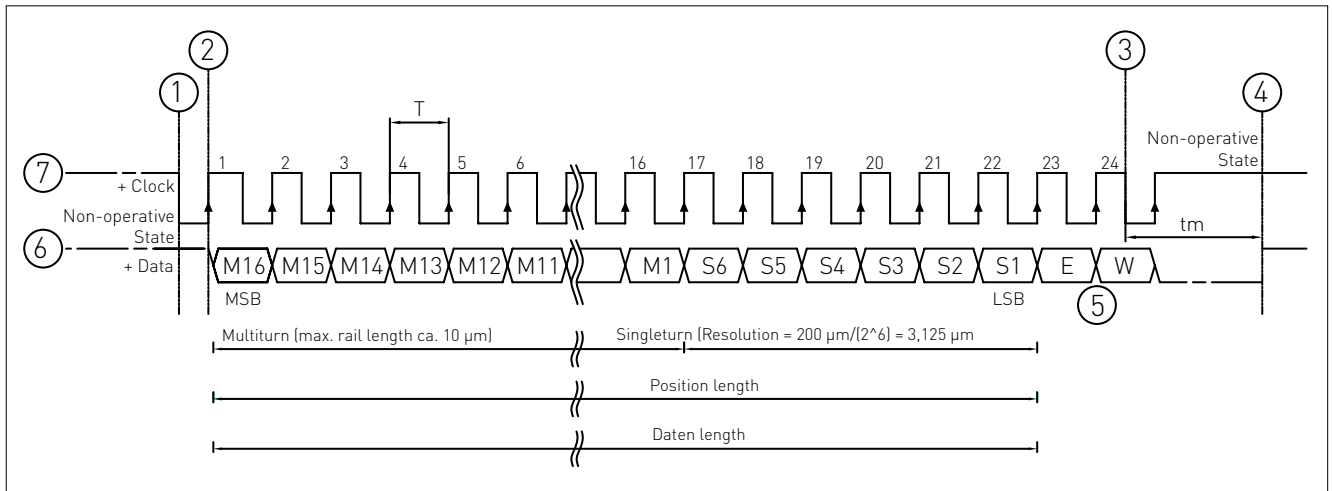 2
3
1
4
T
7
1 2 3 4 5 6 16 17 18 19 20 21 22 23 24
Non-operative
State
+ Clock
Non-operative
State
tm
6
+ Data
M16 M15 M14 M13 M12 M11 M1 S6 S5 S4 S3 S2 S1 E W
MSB
LSB
5
Multiturn (max. rail length ca. 10 µm)
Singleturn (Resolution = 200 µm/(2^6) = 3,125 µm
Position length
Daten length